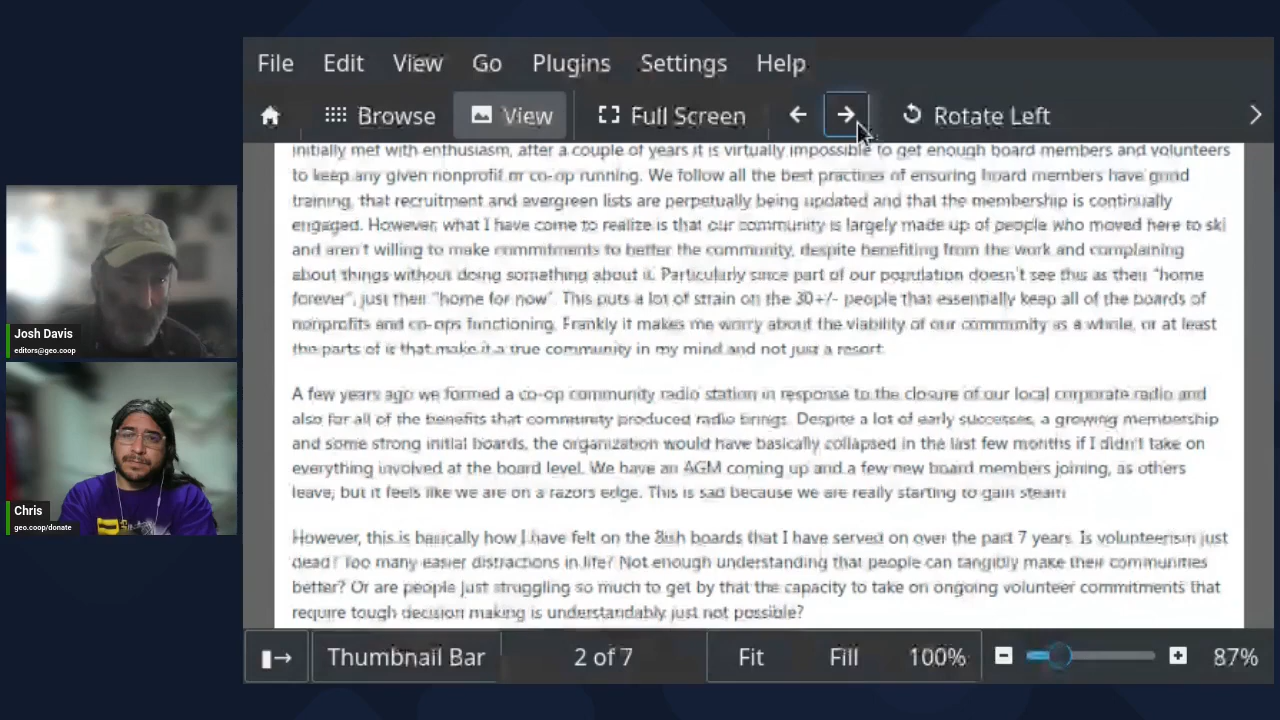 File Edit View Go Plugins Settings Help
Browse View Full Screen Rotate Left
initially met with enthusiasm, after a couple of years it is virtually impossible to get enough board members and volunteers
to keep any given nonprofit or co-op running. We follow all the best practices of ensuring board members have good
training, that recruitment and evergreen lists are perpetually being updated and that the membership is continually
engaged. However, what I have come to realize is that our community is largely made up of people who moved here to ski
and aren't willing to make commitments to better the community, despite benefiting from the work and complaining
about things without doing something about it. Particularly since part of our population doesn't see this as their "home
forever", just their "home for now". This puts a lot of strain on the 30+/- people that essentially keep all of the boards of
nonprofits and co-ops functioning. Frankly it makes me worry about the viability of our community as a whole, or at least
the parts of is that make it a true community in my mind and not just a resort.
A few years ago we formed a co-op community radio station in response to the closure of our local corporate radio and
also for all of the benefits that community produced radio brings. Despite a lot of early successes, a growing membership
and some strong initial boards, the organization would have basically collapsed in the last few months if I didn't take on
everything involved at the board level. We have an AGM coming up and a few new board members joining, as others
leave, but it feels like we are on a razors edge. This is sad because we are really starting to gain steam
However, this is basically how I have felt on the 8ish boards that I have served on over the past 7 years. Is volunteerism just
dead? Too many easier distractions in life? Not enough understanding that people can tangibly make their communities
better? Or are people just struggling so much to get by that the capacity to take on ongoing volunteer commitments that
require tough decision making is understandably just not possible?
Thumbnail Bar 2 of 7 Fit Fill 100% 87%
Josh Davis
editors@geo.coop
Chris
geo.coop/donate